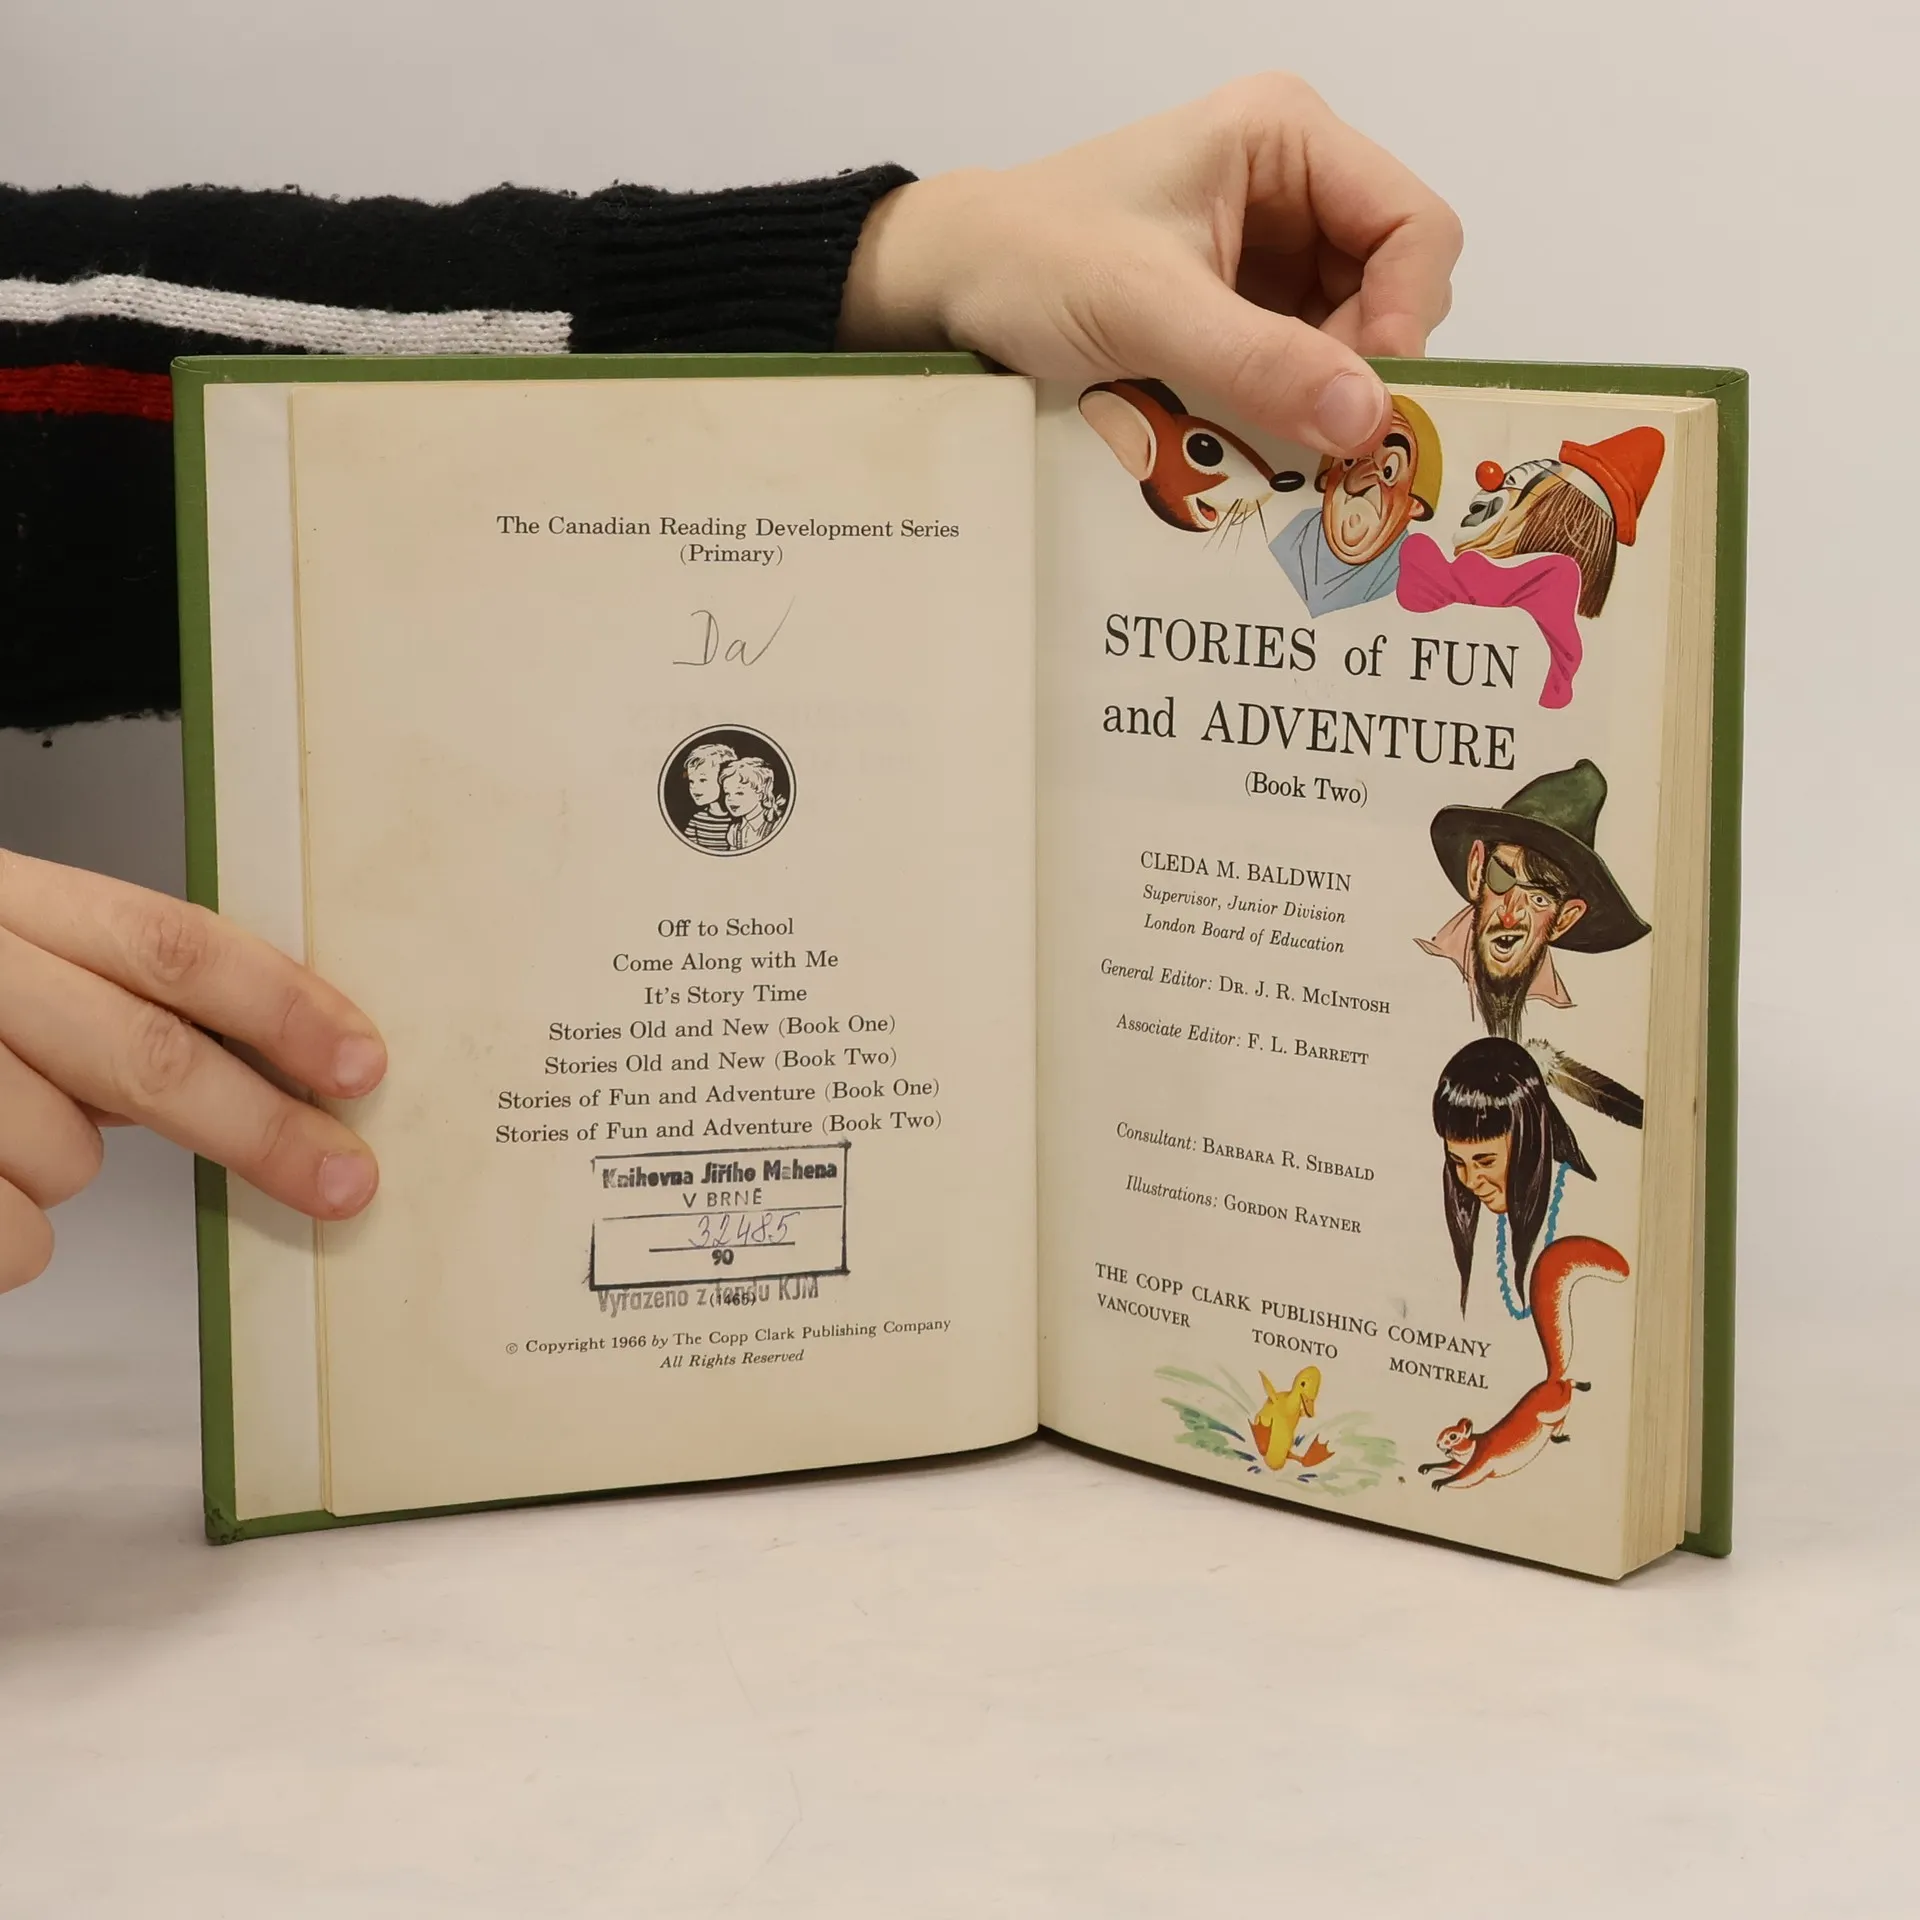 The Canadian Reading Development Series
(Primary)
Da
Off to School
Come Along with Me
It's Story Time
Stories Old and New (Book One)
Stories Old and New (Book Two)
Stories of Fun and Adventure (Book One)
Stories of Fun and Adventure (Book Two)
Knihovna Jiřího Mahena
V BRNĚ
32485
90
Vyřazeno z fondu KJM
(1465)
© Copyright 1966 by The Copp Clark Publishing Company
All Rights Reserved
STORIES of FUN
and ADVENTURE
(Book Two)
CLEDA M. BALDWIN
Supervisor, Junior Division
London Board of Education
General Editor: DR. J. R. MCINTOSH
Associate Editor: F. L. BARRETT
Consultant: BARBARA R. SIBBALD
Illustrations: GORDON RAYNER
THE COPP CLARK PUBLISHING COMPANY
VANCOUVER TORONTO MONTREAL